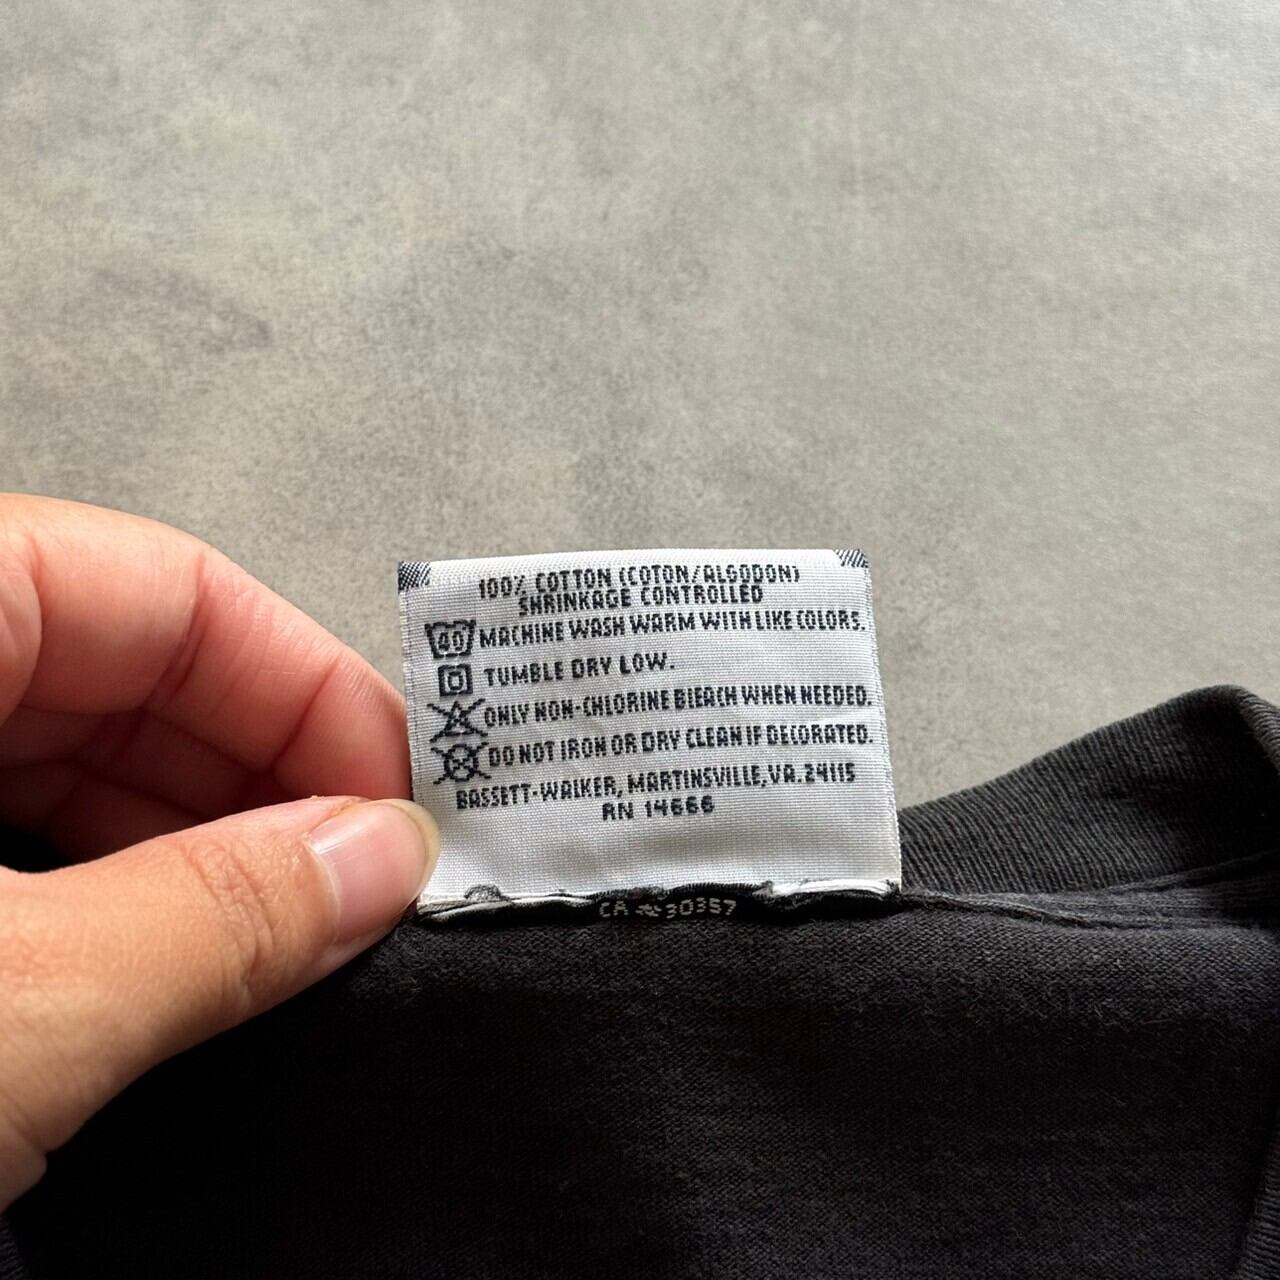 100% COTTON (COTON/ALGODON)
SHRINKAGE CONTROLLED
40 MACHINE WASH WARM WITH LIKE COLORS.
TUMBLE DRY LOW.
ONLY NON-CHLORINE BLEACH WHEN NEEDED.
DO NOT IRON OR DRY CLEAN IF DECORATED.
BASSETT-WALKER, MARTINSVILLE, VA. 24115
RN 14666
CA # 30357